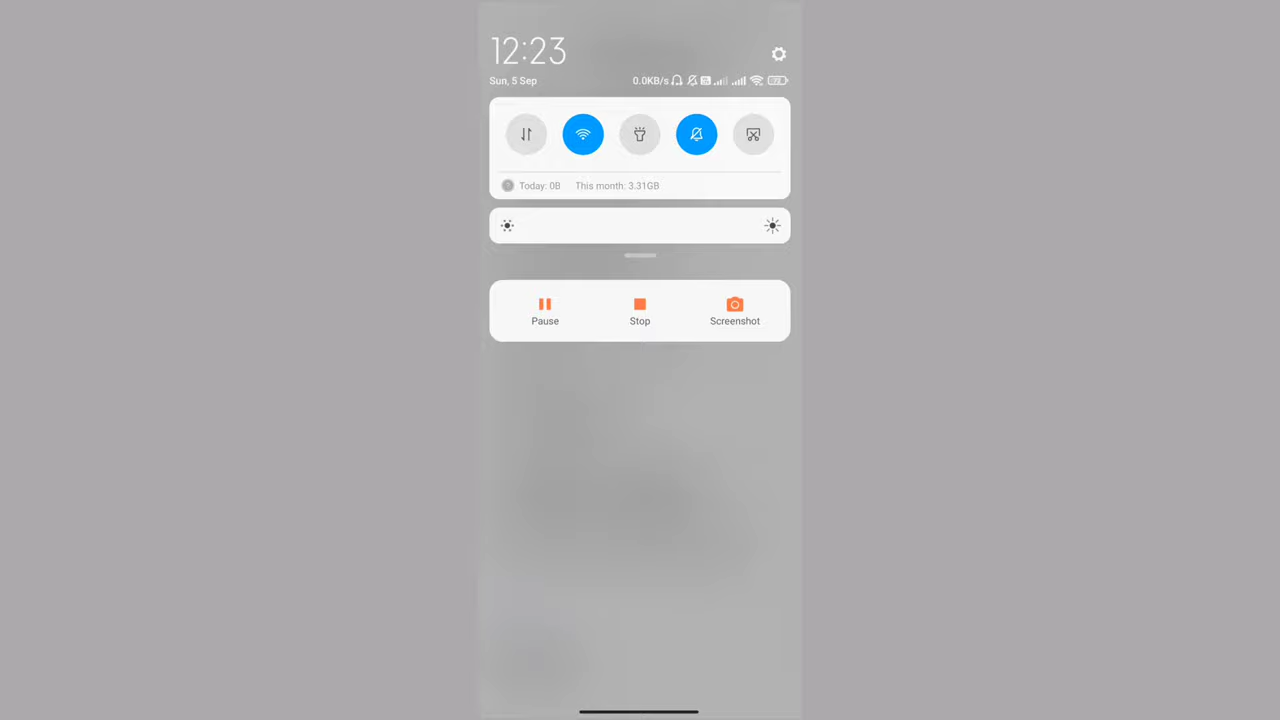 12:23
Sun, 5 Sep
0.0KB/s
Today: 0B This month: 3.31GB
Pause Stop Screenshot